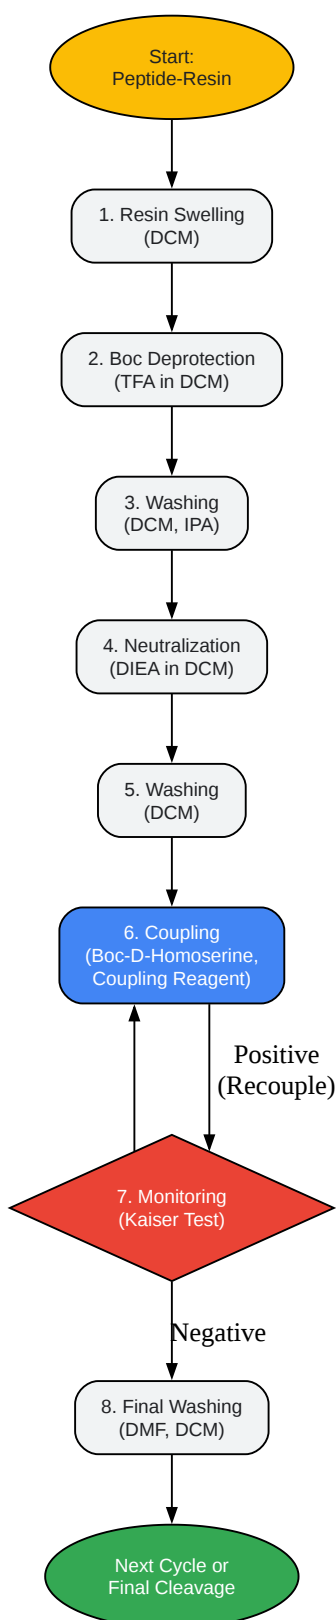 Start:
Peptide-Resin
1. Resin Swelling
(DCM)
2. Boc Deprotection
(TFA in DCM)
3. Washing
(DCM, IPA)
4. Neutralization
(DIEA in DCM)
5. Washing
(DCM)
6. Coupling
(Boc-D-Homoserine,
Coupling Reagent)
Positive
(Recouple)
7. Monitoring
(Kaiser Test)
Negative
8. Final Washing
(DMF, DCM)
Next Cycle or
Final Cleavage